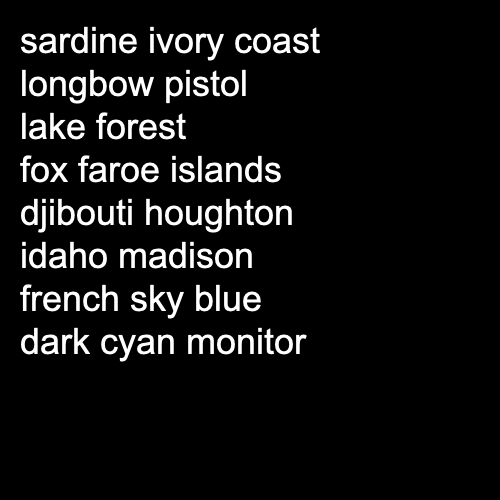 sardine ivory coast
longbow pistol
lake forest
fox faroe islands
djibouti houghton
idaho madison
french sky blue
dark cyan monitor